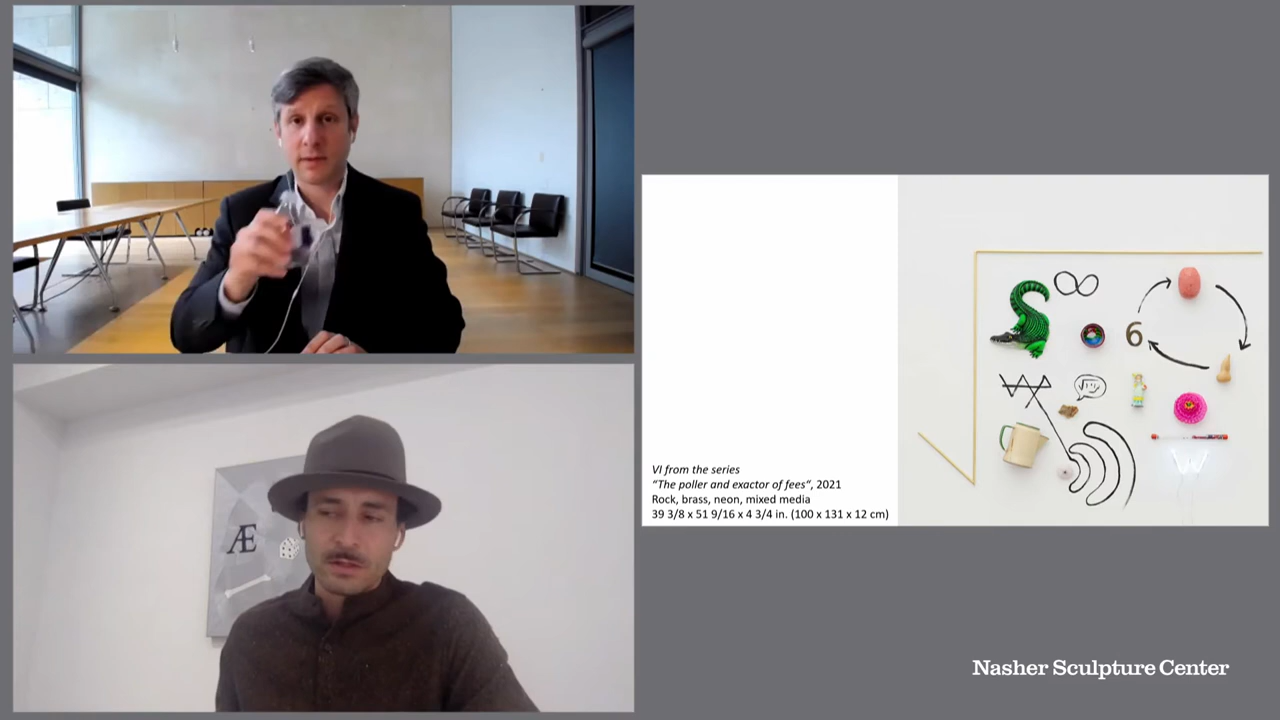 Æ
VI from the series
"The poller and exactor of fees", 2021
Rock, brass, neon, mixed media
39 3/8 x 51 9/16 x 4 3/4 in. (100 x 131 x 12 cm)
6
Nasher Sculpture Center